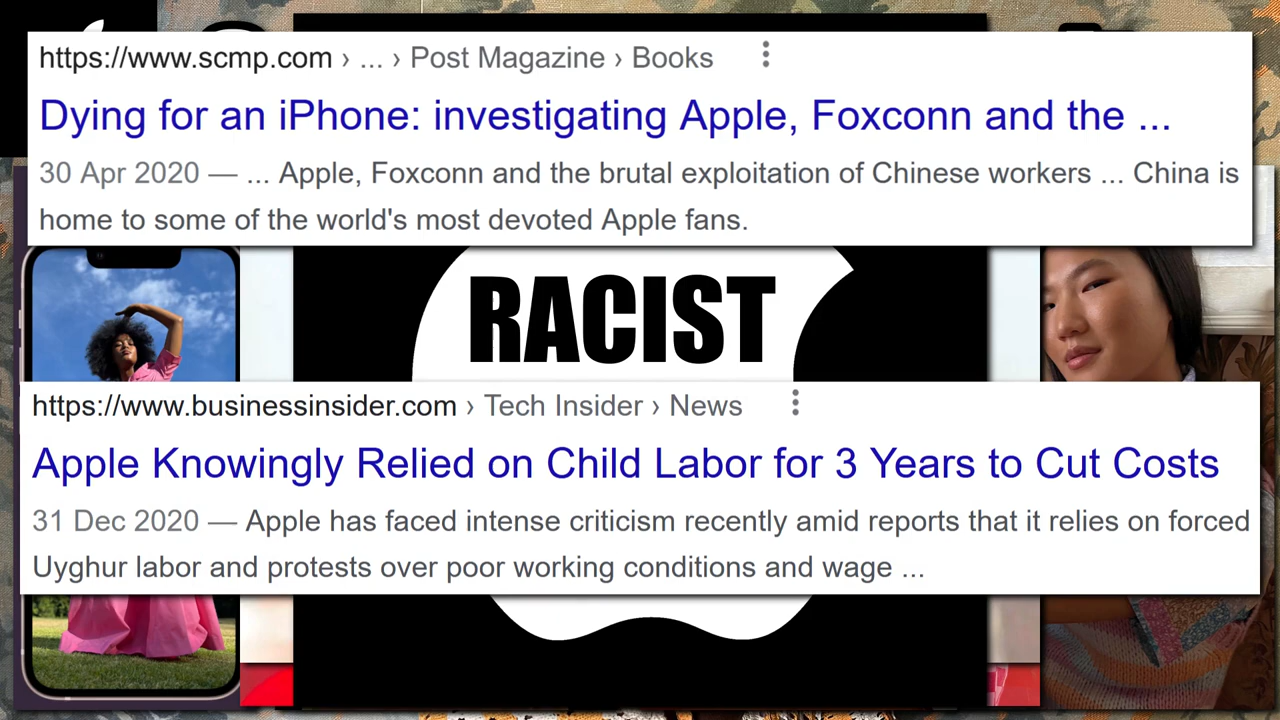 https://www.scmp.com › ... › Post Magazine › Books
Dying for an iPhone: investigating Apple, Foxconn and the ...
30 Apr 2020 — ... Apple, Foxconn and the brutal exploitation of Chinese workers ... China is
home to some of the world's most devoted Apple fans.
RACIST
https://www.businessinsider.com › Tech Insider › News
Apple Knowingly Relied on Child Labor for 3 Years to Cut Costs
31 Dec 2020 — Apple has faced intense criticism recently amid reports that it relies on forced
Uyghur labor and protests over poor working conditions and wage ...